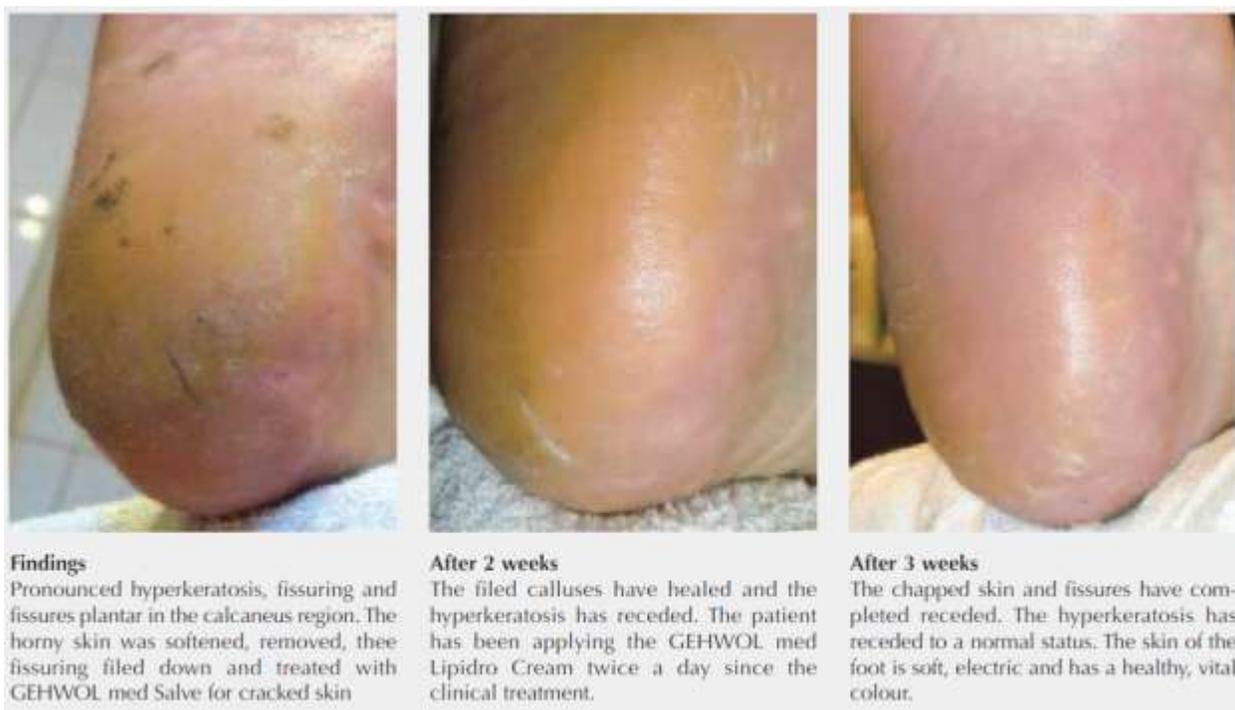 Findings
Pronounced hyperkeratosis, fissuring and
fissures plantar in the calcaneus region. The
horny skin was softened, removed, thee
fissuring filed down and treated with
GEHWOL med Salve for cracked skin
After 2 weeks
The filed calluses have healed and the
hyperkeratosis has receded. The patient
has been applying the GEHWOL med
Lipidro Cream twice a day since the
clinical treatment.
After 3 weeks
The chapped skin and fissures have com-
pleted receded. The hyperkeratosis has
receded to a normal status. The skin of the
foot is soft, electric and has a healthy, vital
colour.